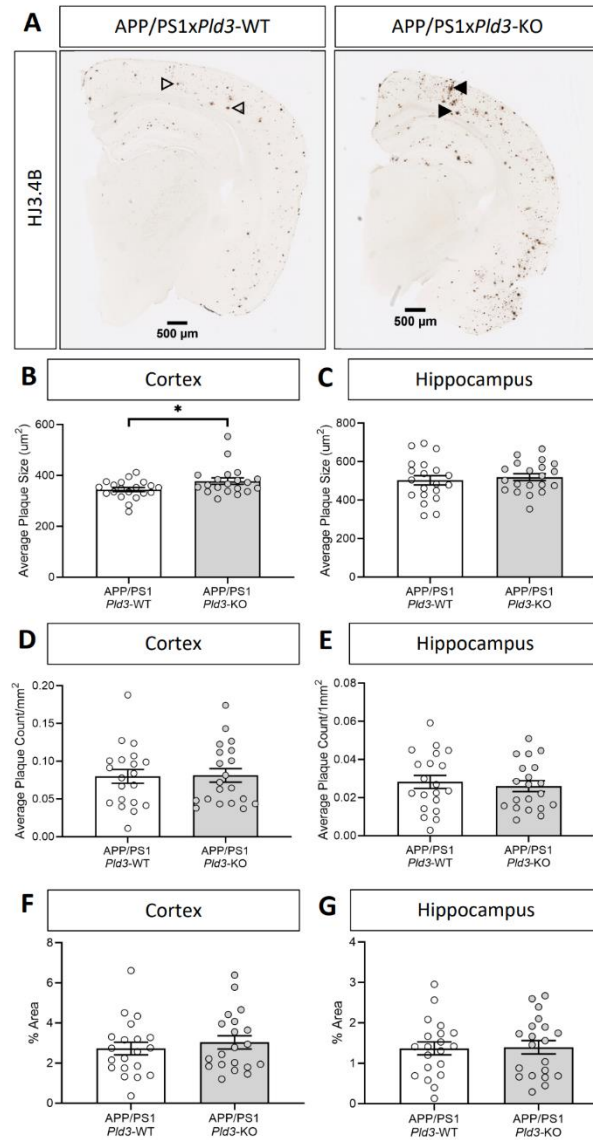 A
APP/PS1xPld3-WT
APP/PS1xPld3-KO
HJ3.4B
500 µm
500 µm
B
Cortex
C
Hippocampus
*
Average Plaque Size (um²)
600
400
200
0
APP/PS1
Pld3-WT
APP/PS1
Pld3-KO
Average Plaque Size (um²)
800
600
400
200
0
APP/PS1
Pld3-WT
APP/PS1
Pld3-KO
D
Cortex
E
Hippocampus
Average Plaque Count/mm²
0.20
0.15
0.10
0.05
0.00
APP/PS1
Pld3-WT
APP/PS1
Pld3-KO
Average Plaque Count/1mm²
0.08
0.06
0.04
0.02
0.00
APP/PS1
Pld3-WT
APP/PS1
Pld3-KO
F
Cortex
G
Hippocampus
% Area
8
6
4
2
0
APP/PS1
Pld3-WT
APP/PS1
Pld3-KO
% Area
4
3
2
1
0
APP/PS1
Pld3-WT
APP/PS1
Pld3-KO